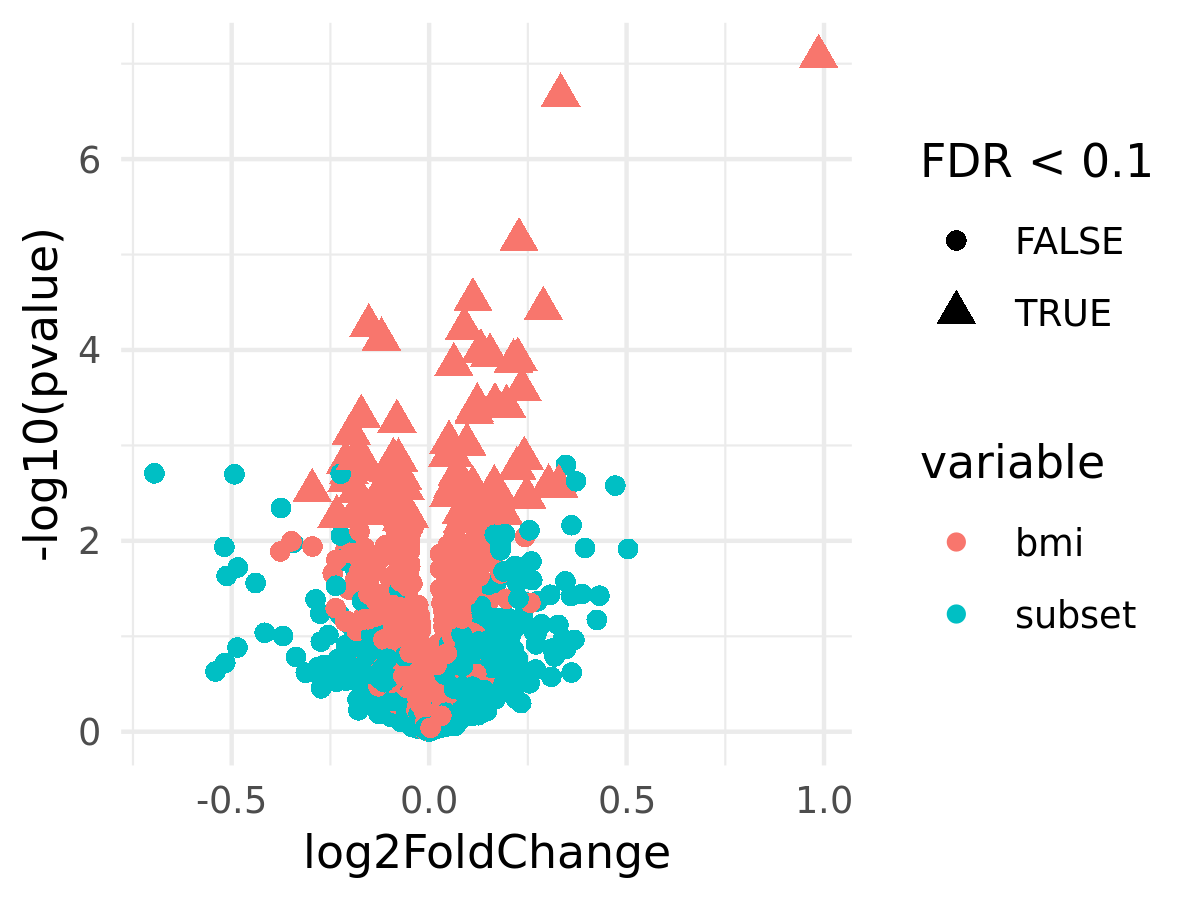 -log10(pvalue)
6
4
2
0
-0.5
0.0
0.5
1.0
log2FoldChange
FDR < 0.1
FALSE
TRUE
variable
bmi
subset